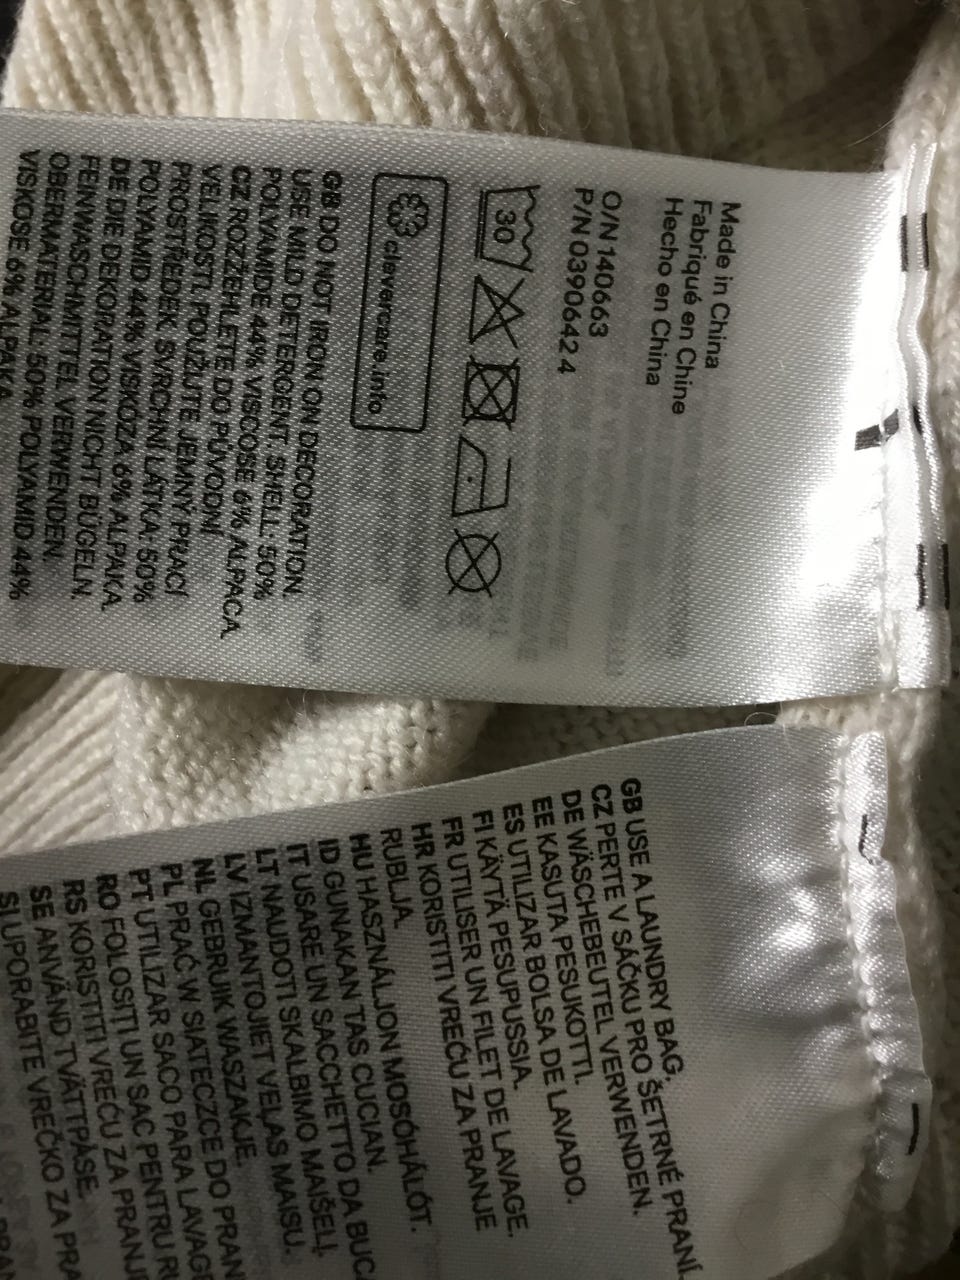 Made in China
Fabriqué en Chine
Hecho en China
O/N 140663
P/N 03906424
30
clevercare.info
GB DO NOT IRON ON DECORATION.
USE MILD DETERGENT. SHELL: 50%
POLYAMIDE 44% VISCOSE 6% ALPACA
CZ ROZŽEHLETE DO PŮVODNÍ
VELIKOSTI. POUŽIJTE JEMNÝ PRACÍ
PROSTŘEDEK. SVRCHNÍ LÁTKA: 50%
POLYAMID 44% VISKÓZA 6% ALPAKA
DE DIE DEKORATION NICHT BÜGELN.
FEINWASCHMITTEL VERWENDEN.
OBERMATERIAL: 50% POLYAMID 44%
VISKOSE 6% ALPAKA
GB USE A LAUNDRY BAG.
CZ PERTE V SÁČKU PRO ŠETRNÉ PRANÍ.
DE WÄSCHEBEUTEL VERWENDEN.
EE KASUTA PESUKOTTI.
ES UTILIZAR BOLSA DE LAVADO.
FI KÄYTÄ PESUPUSSIA.
FR UTILISER UN FILET DE LAVAGE.
HR KORISTITI VREĆU ZA PRANJE
RUBLJA.
HU HASZNÁLJON MOSÓHÁLÓT.
ID GUNAKAN TAS CUCIAN.
IT USARE UN SACCHETTO DA BUCA
LT NAUDOTI SKALBIMO MAIŠELĮ.
LV IZMANTOJIET VEĻAS MAISU.
NL GEBRUIK WASZAKJE.
PL PRAĆ W SIATECZCE DO PRAN
PT UTILIZAR SACO PARA LAVAGE
RO FOLOSIȚI UN SAC PENTRU RU
RS KORISTITI VREĆU ZA PRANJ
SE ANVÄND TVÄTTPÅSE.
SI UPORABITE VREČKO ZA PRA